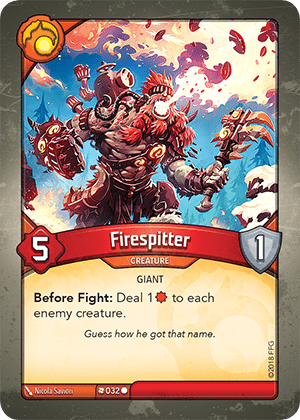 5
Firespitter
1
CREATURE
GIANT
Before Fight: Deal 1 to each
enemy creature.
Guess how he got that name.
Nicola Saviori
032
©2018 FFG